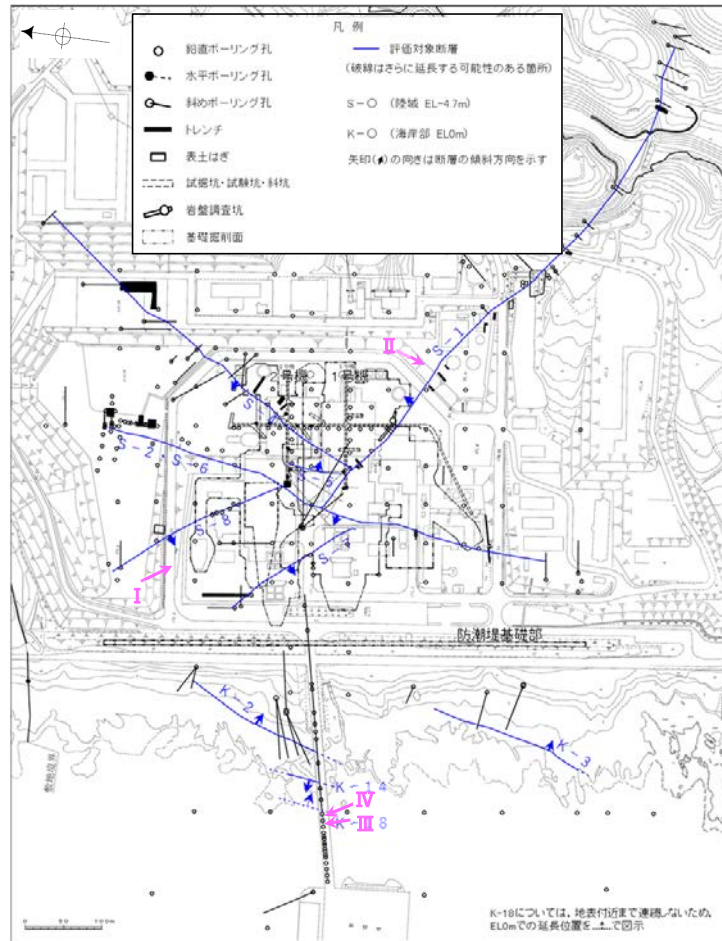 凡例
鉛直ボーリング孔
水平ボーリング孔
斜めボーリング孔
トレンチ
表土はぎ
試掘坑・試験坑・斜坑
岩盤調査坑
基礎掘削面
評価対象断層
(破線はさらに延長する可能性のある箇所)
S-○ (陸域 EL-4.7m)
K-○ (海岸部 EL0m)
矢印( )の向きは断層の傾斜方向を示す
S-1
Ⅱ
2号機
1号機
S-4
S-2・S-6
S-5
S-8
S-7
Ⅰ
防潮堤基礎部
K-2
K-3
敷地境界
K-14
Ⅳ
Ⅲ
K-18
0 50 100m
K-18については、地表付近まで連続しないため、
EL0mでの延長位置を…で図示